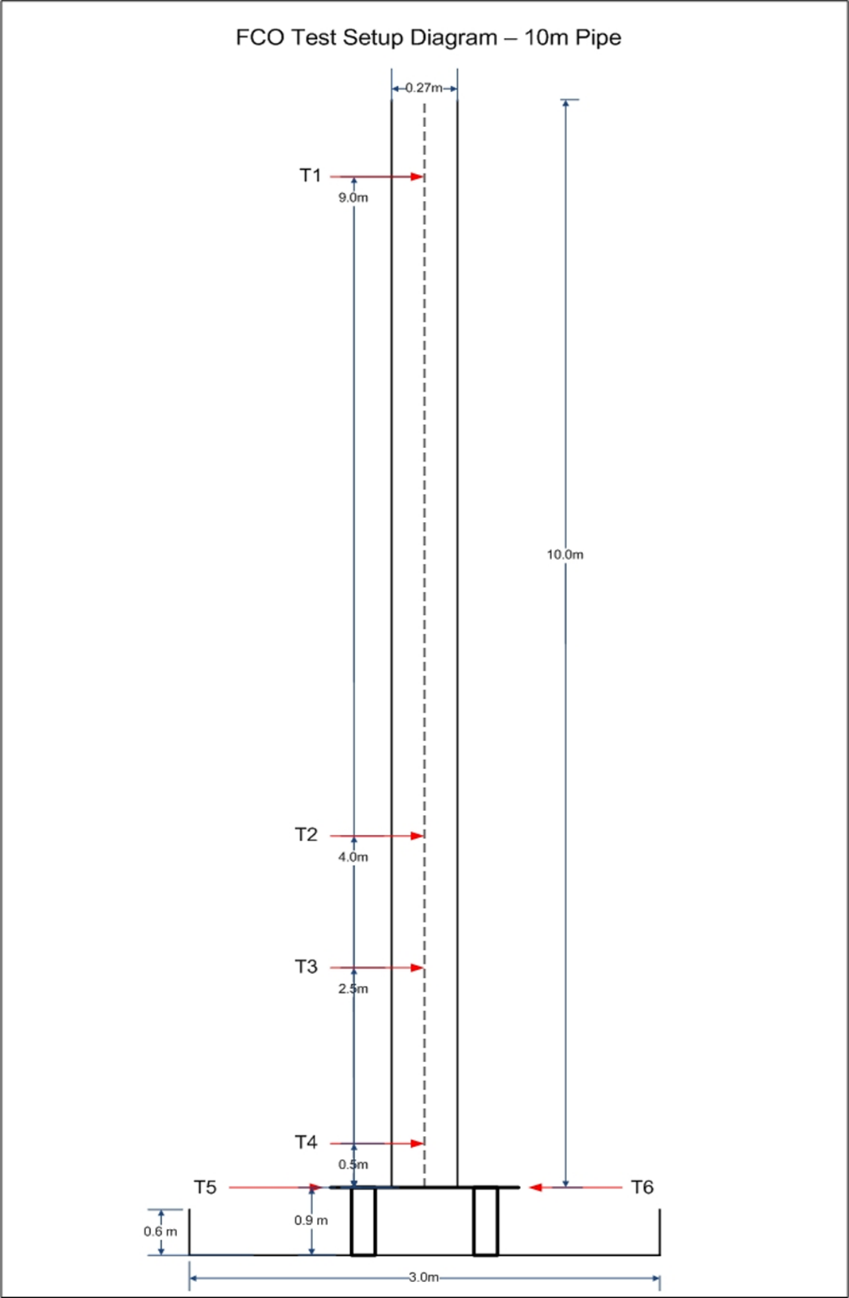 FCO Test Setup Diagram – 10m Pipe
0.27m
T1
9.0m
10.0m
T2
4.0m
T3
2.5m
T4
0.5m
T5
T6
0.6 m
0.9 m
3.0m